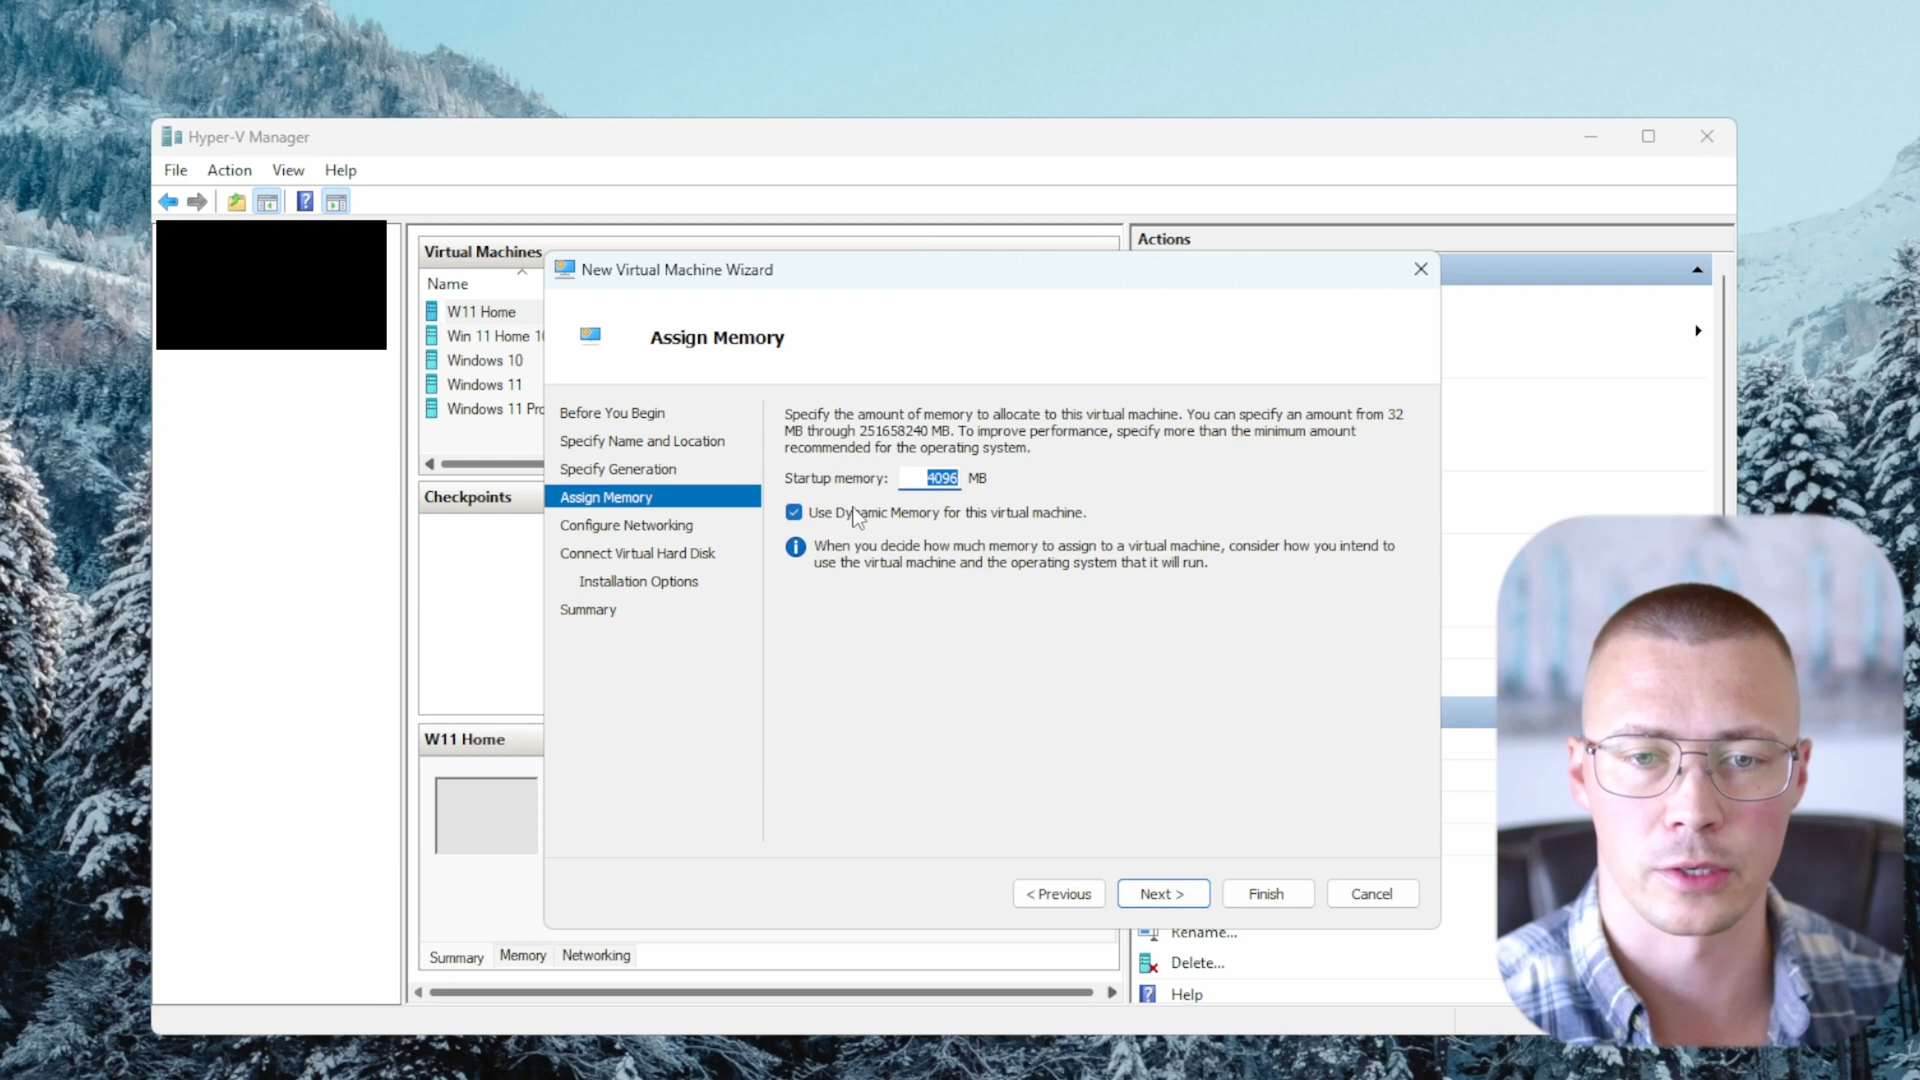 Hyper-V Manager
File Action View Help
Virtual Machines
Name
W11 Home
Win 11 Home
Windows 10
Windows 11
Windows 11 Pro
Checkpoints
W11 Home
Summary Memory Networking
Actions
Rename...
Delete...
Help
New Virtual Machine Wizard
Assign Memory
Before You Begin
Specify Name and Location
Specify Generation
Assign Memory
Configure Networking
Connect Virtual Hard Disk
Installation Options
Summary
Specify the amount of memory to allocate to this virtual machine. You can specify an amount from 32
MB through 251658240 MB. To improve performance, specify more than the minimum amount
recommended for the operating system.
Startup memory: 4096 MB
Use Dynamic Memory for this virtual machine.
When you decide how much memory to assign to a virtual machine, consider how you intend to
use the virtual machine and the operating system that it will run.
< Previous Next > Finish Cancel